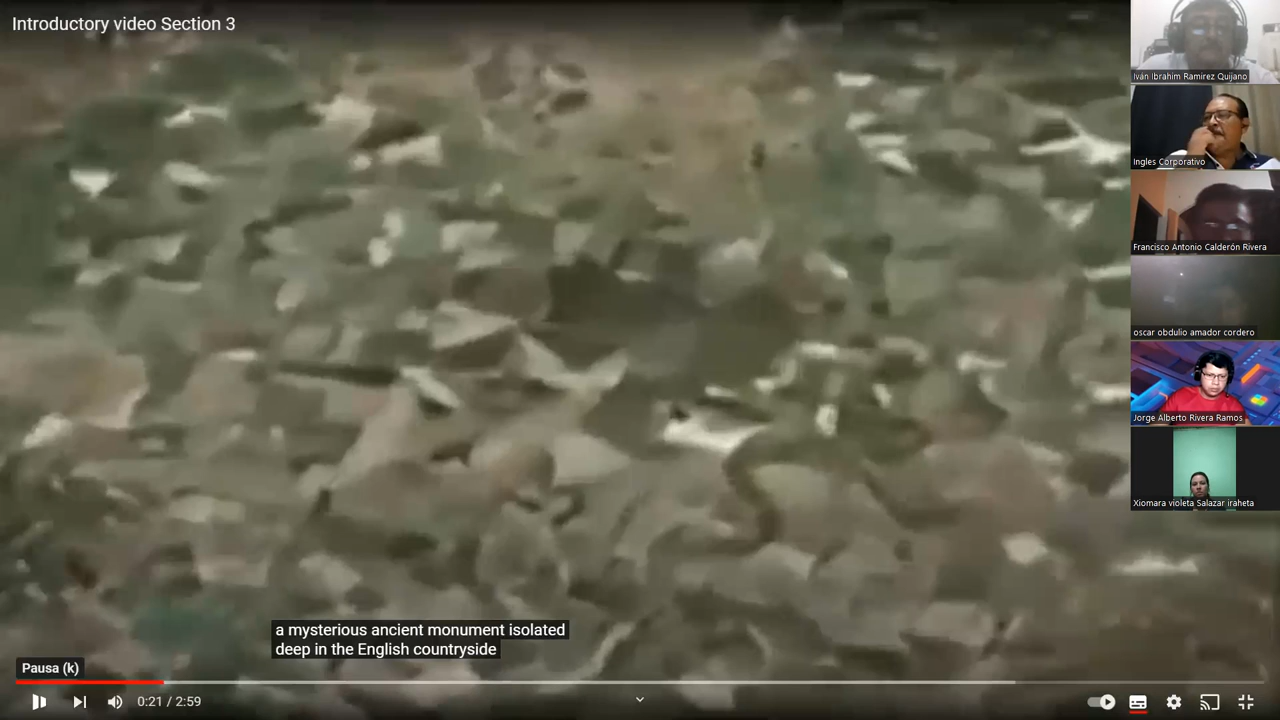 Introductory video Section 3
Iván Ibrahim Ramirez Quijano
Ingles Corporativo
Francisco Antonio Calderón Rivera
oscar obdulio amador cordero
Jorge Alberto Rivera Ramos
Xiomara violeta Salazar iraheta
a mysterious ancient monument isolated
deep in the English countryside
Pausa (k)
0:21 / 2:59